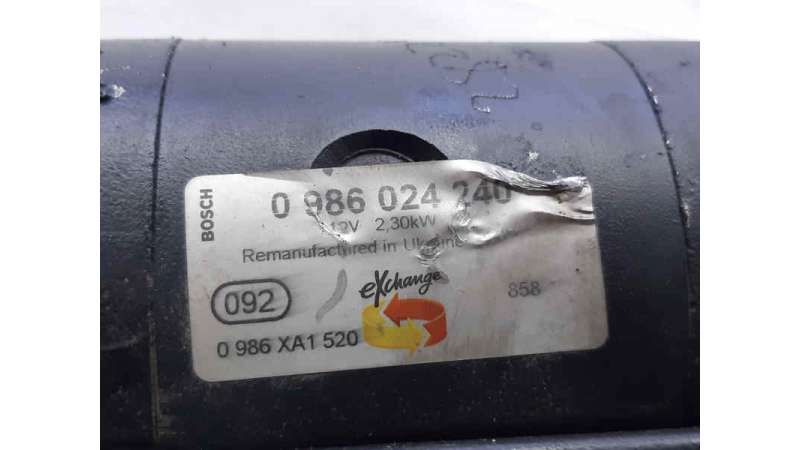 BOSCH
0 986 024 240
12V 2,30kW
Remanufactured in Ukraine
092
eXchange
858
0 986 XA1 520